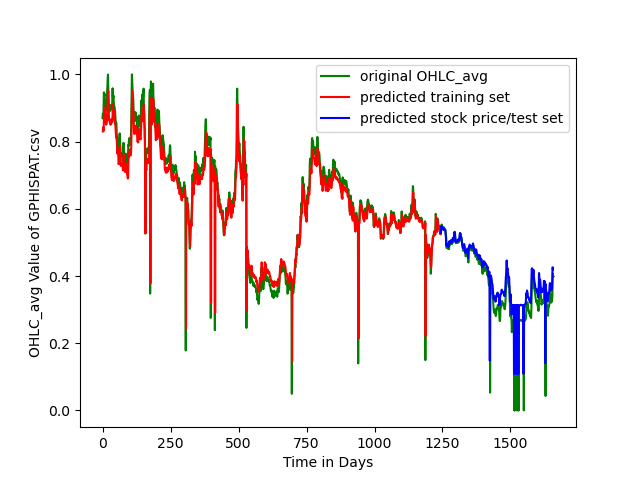 original OHLC_avg
predicted training set
predicted stock price/test set
OHLC_avg Value of GPHISPAT.csv
1.0
0.8
0.6
0.4
0.2
0.0
0 250 500 750 1000 1250 1500
Time in Days